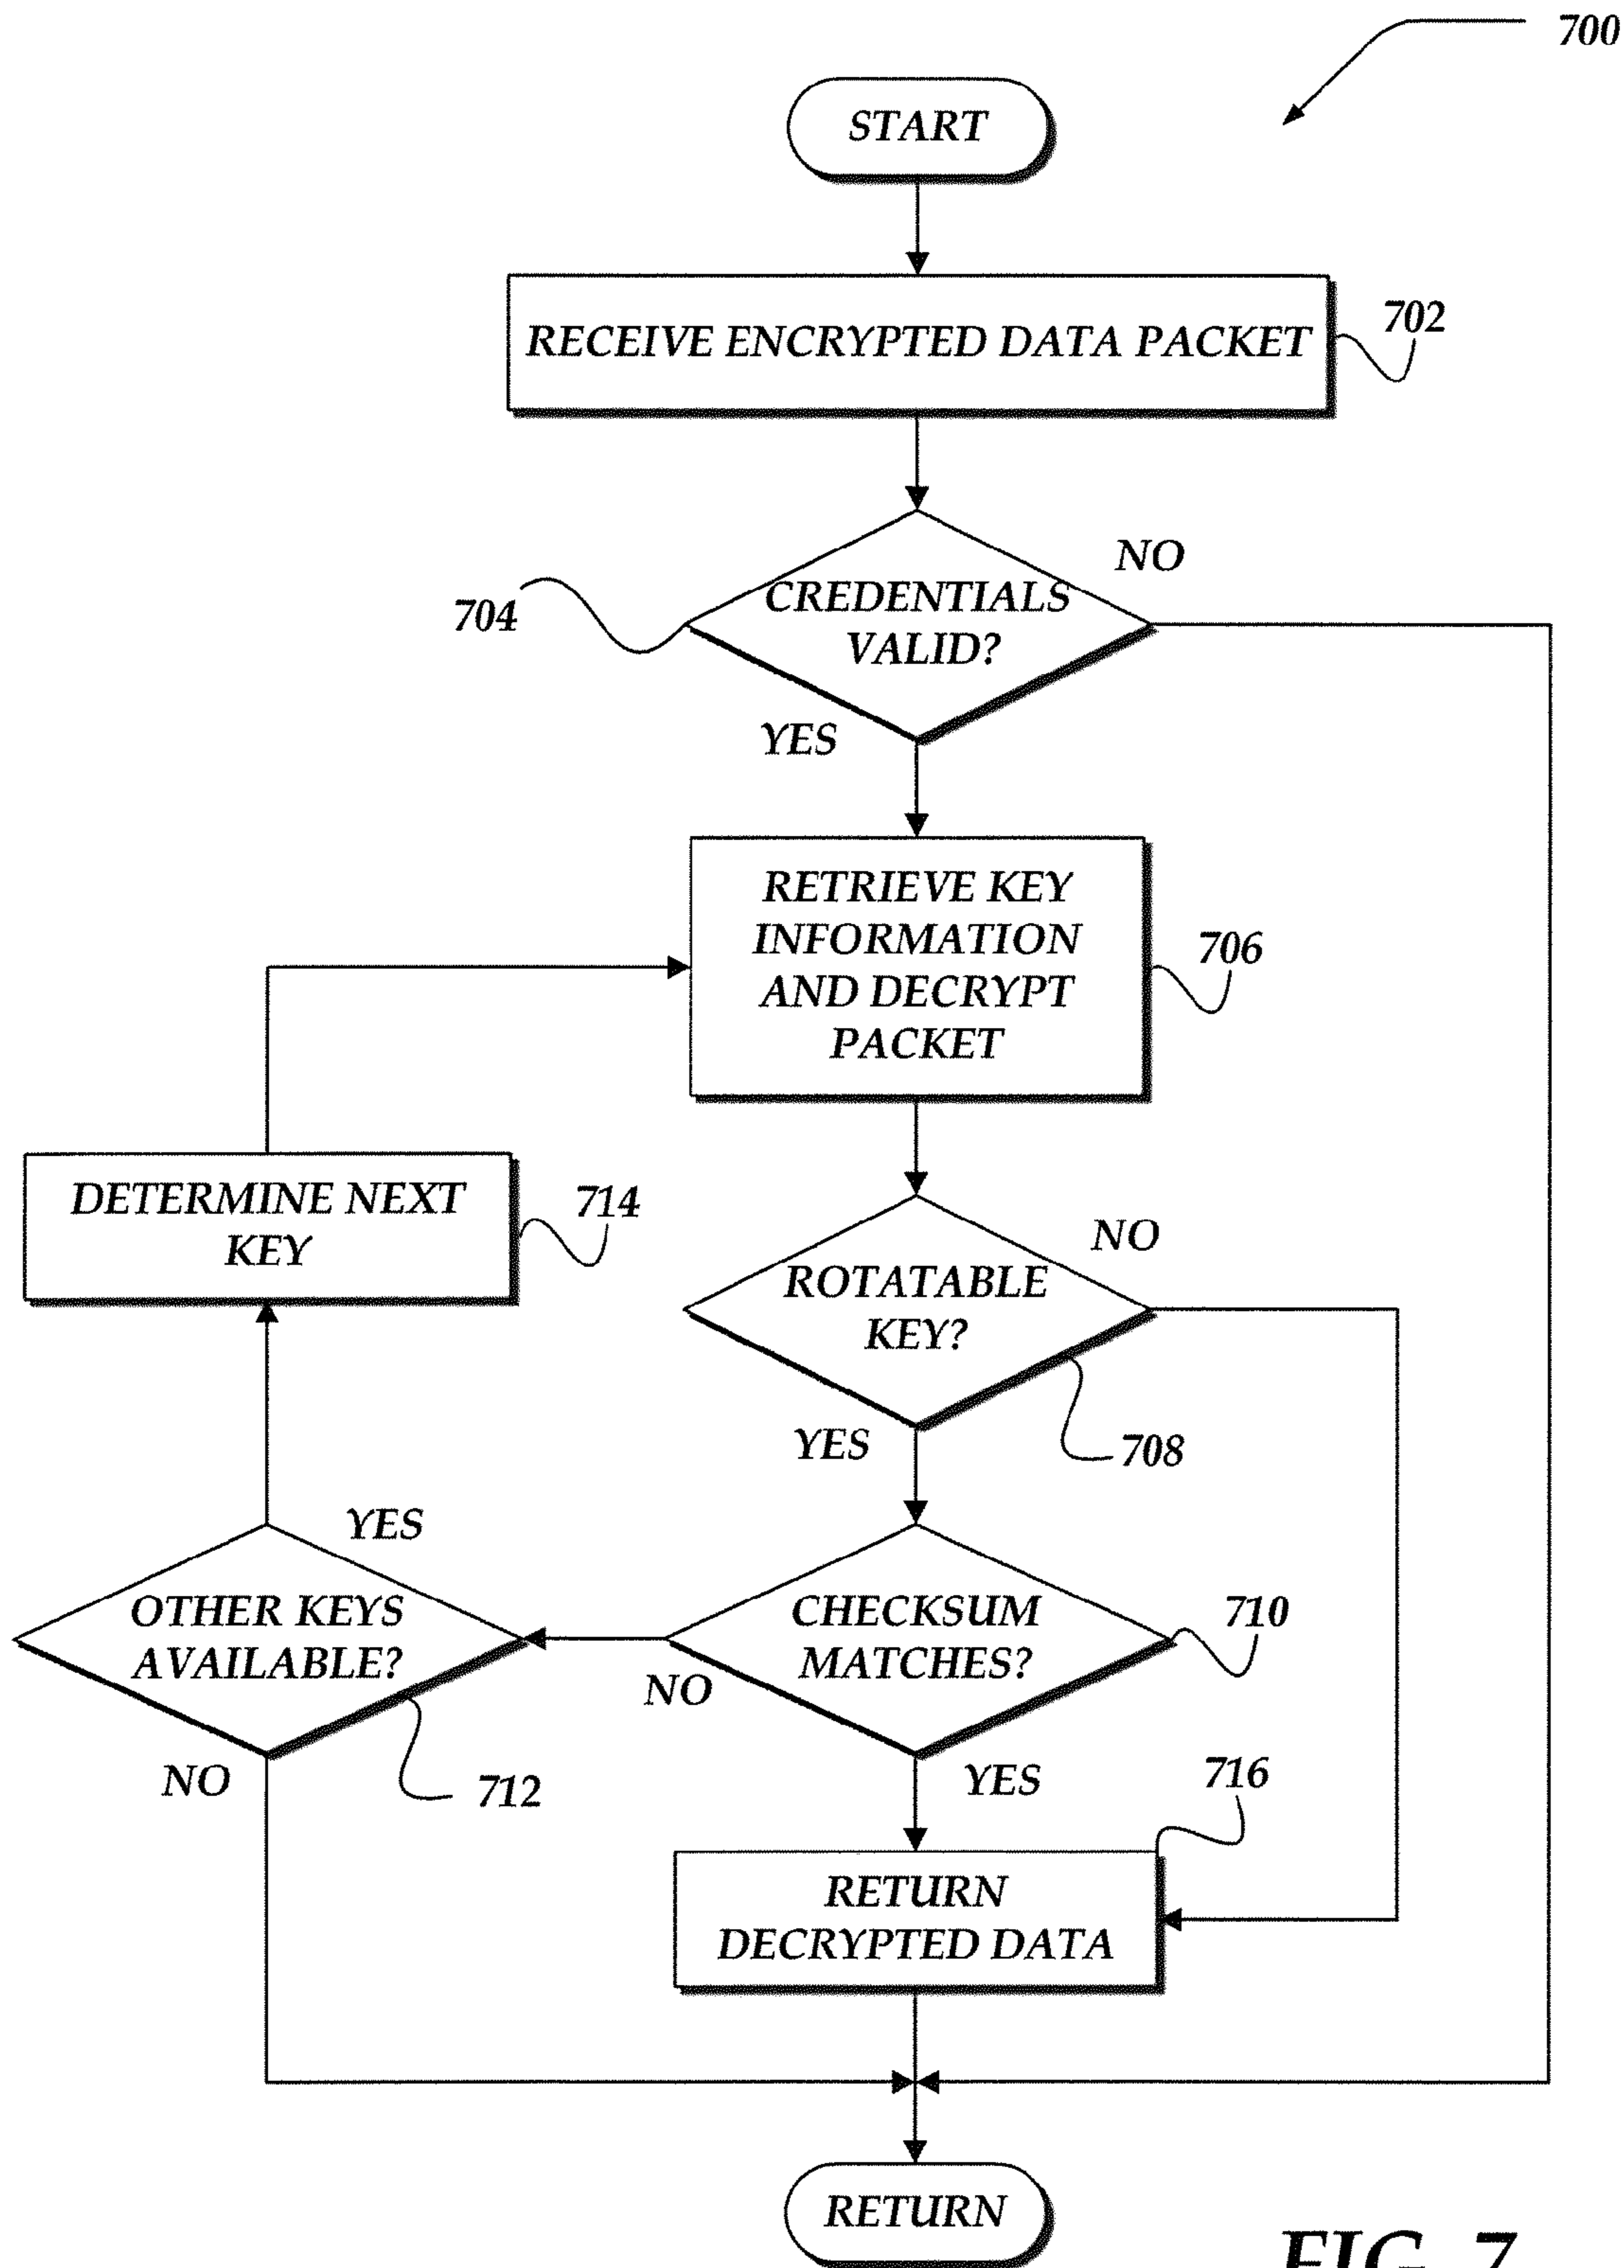 700
START
RECEIVE ENCRYPTED DATA PACKET
702
CREDENTIALS
VALID?
NO
704
YES
RETRIEVE KEY
INFORMATION
AND DECRYPT
PACKET
706
DETERMINE NEXT
KEY
714
ROTATABLE
KEY?
NO
YES
708
OTHER KEYS
AVAILABLE?
YES
NO
712
CHECKSUM
MATCHES?
710
NO
YES
716
RETURN
DECRYPTED DATA
RETURN
FIG. 7